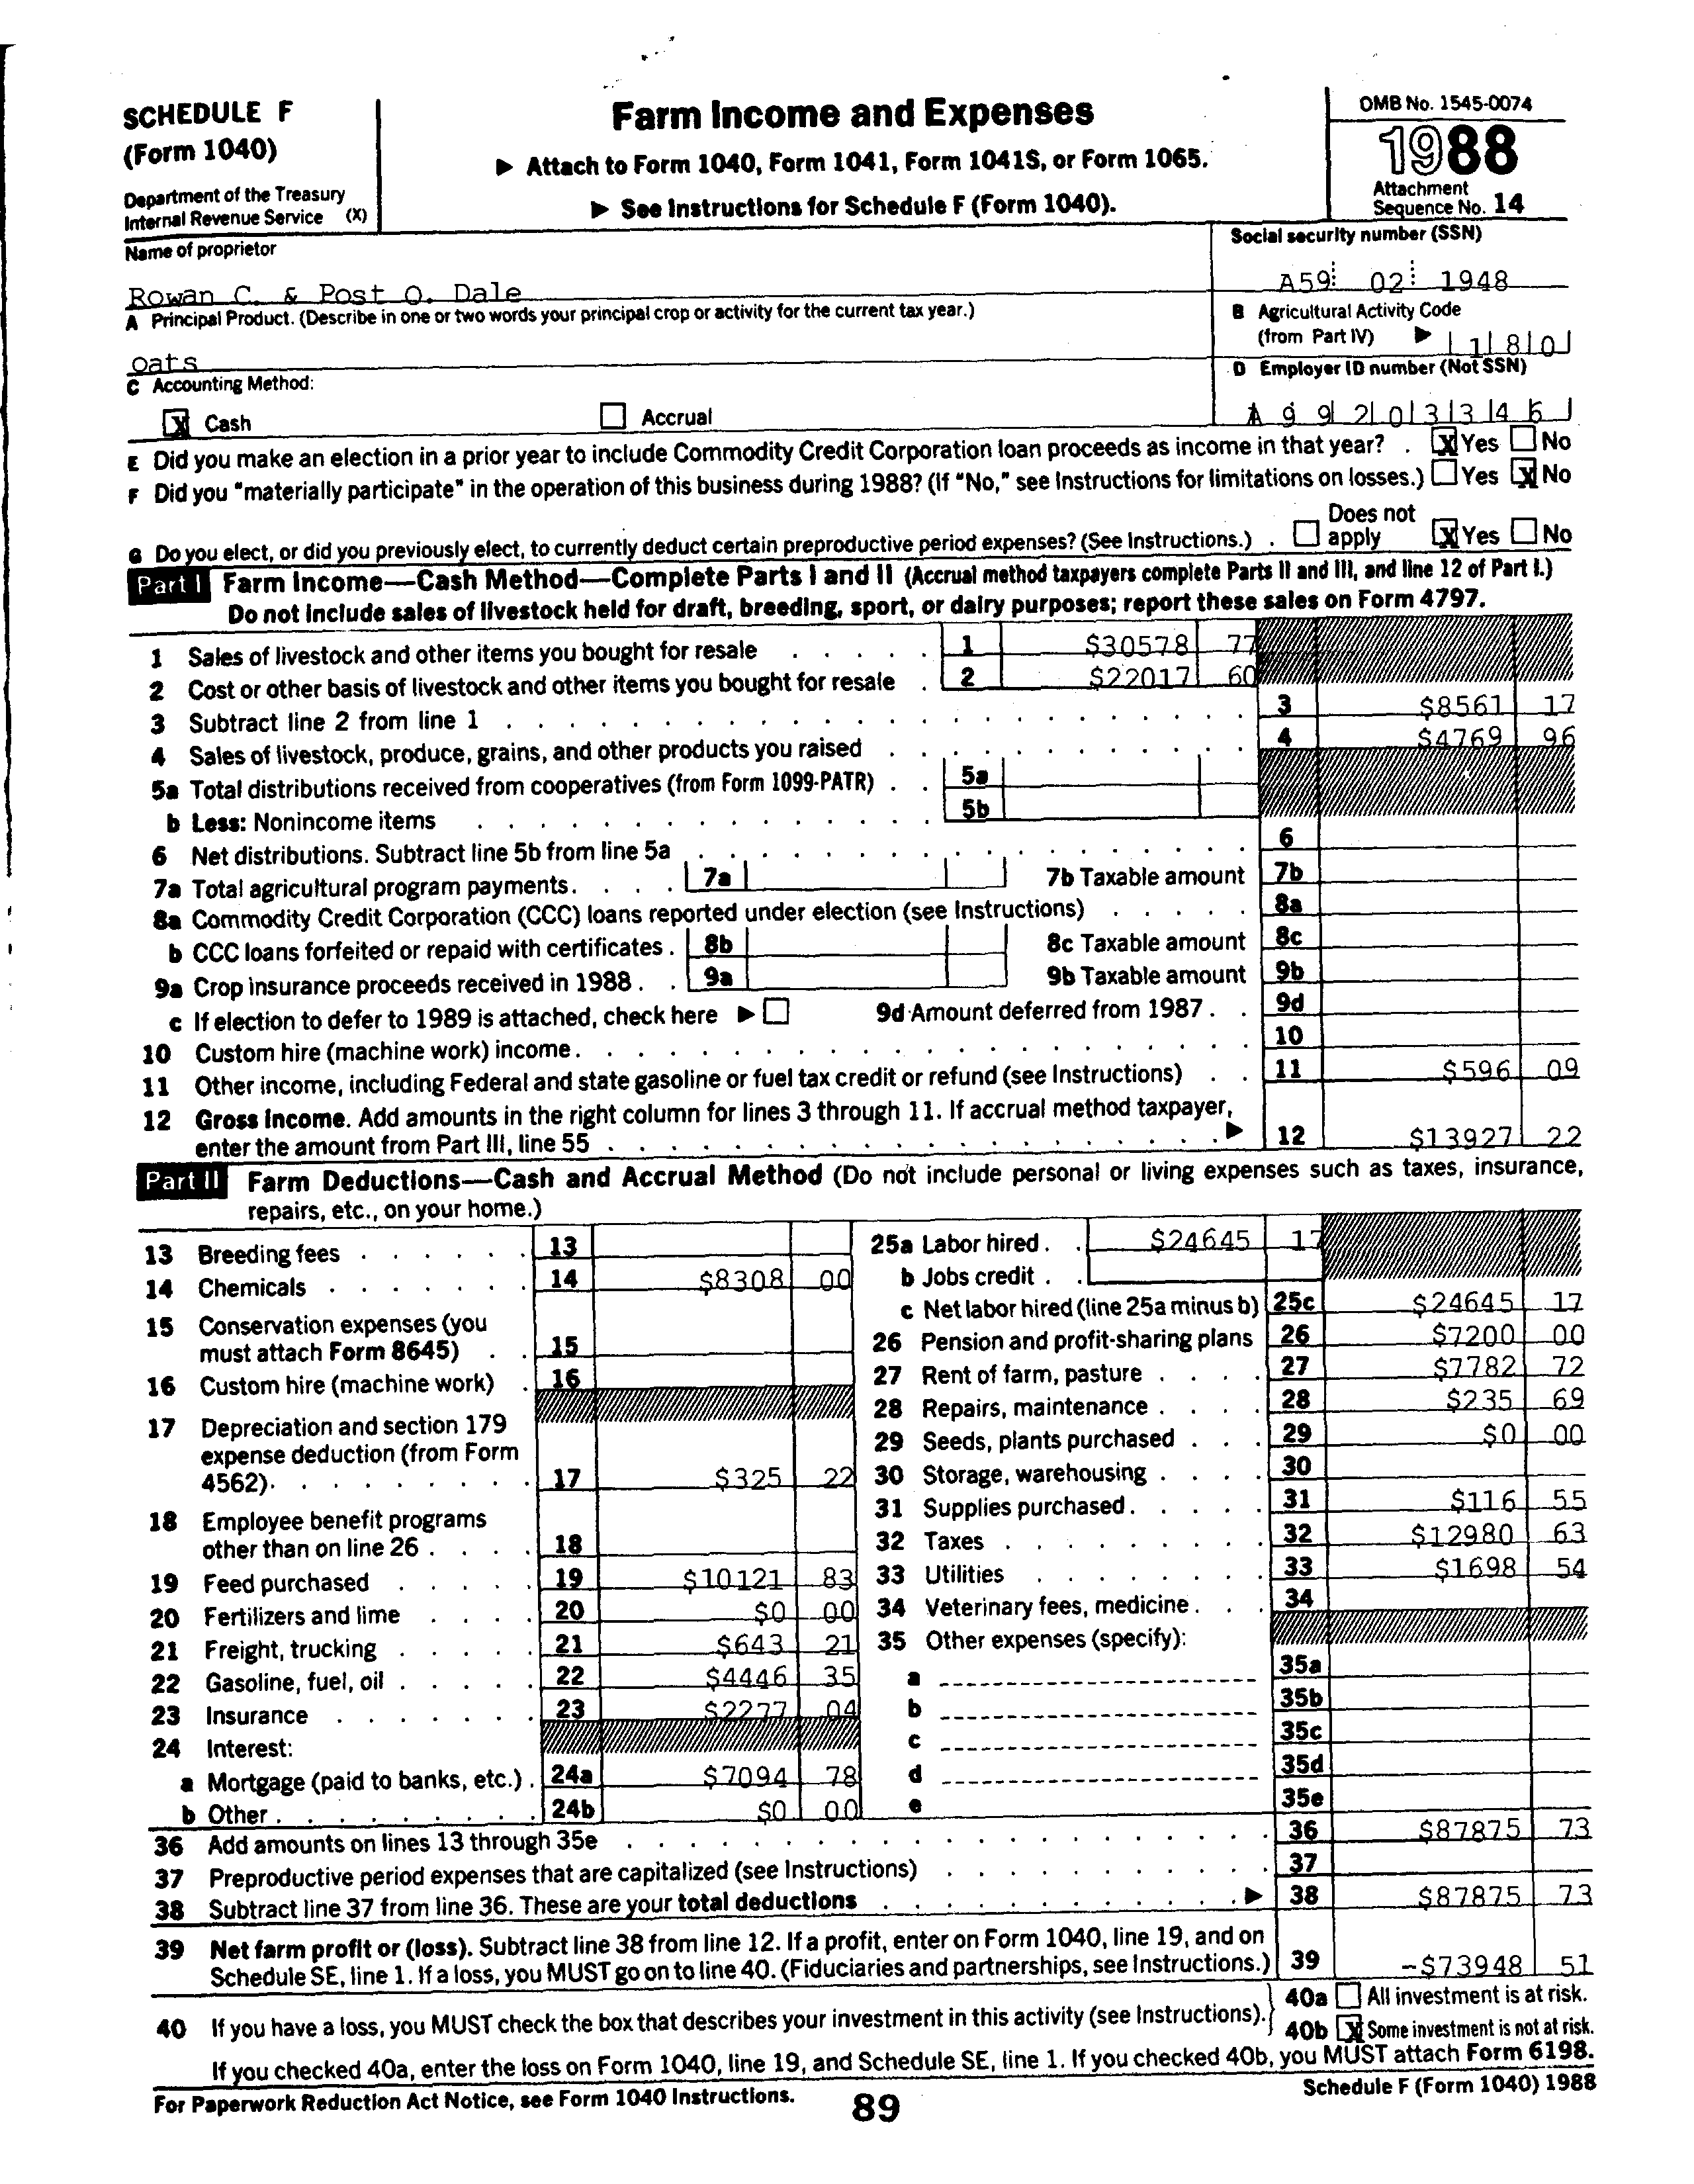 SCHEDULE F
(Form 1040)
Department of the Treasury
Internal Revenue Service (X)
Farm Income and Expenses
▶ Attach to Form 1040, Form 1041, Form 1041S, or Form 1065.
▶ See Instructions for Schedule F (Form 1040).
OMB No. 1545-0074
1988
Attachment
Sequence No. 14
Name of proprietor
Rowan C. & Post O. Dale
Social security number (SSN)
A59 02 1948
A Principal Product. (Describe in one or two words your principal crop or activity for the current tax year.)
oats
B Agricultural Activity Code
(from Part IV) ▶ | 1 | 8 | 0 |
C Accounting Method:
X Cash Accrual
D Employer ID number (Not SSN)
A 9 9 2 0 3 3 4 6
E Did you make an election in a prior year to include Commodity Credit Corporation loan proceeds as income in that year? . X Yes No
F Did you "materially participate" in the operation of this business during 1988? (If "No," see Instructions for limitations on losses.) Yes X No
G Do you elect, or did you previously elect, to currently deduct certain preproductive period expenses? (See Instructions.) . Does not apply X Yes No
Part I Farm Income—Cash Method—Complete Parts I and II (Accrual method taxpayers complete Parts II and III, and line 12 of Part I.)
Do not include sales of livestock held for draft, breeding, sport, or dairy purposes; report these sales on Form 4797.
1 Sales of livestock and other items you bought for resale 1 $30578 77
2 Cost or other basis of livestock and other items you bought for resale 2 $22017 60
3 Subtract line 2 from line 1 3 $8561 17
4 Sales of livestock, produce, grains, and other products you raised 4 $4769 96
5a Total distributions received from cooperatives (from Form 1099-PATR) 5a
b Less: Nonincome items 5b
6 Net distributions. Subtract line 5b from line 5a 6
7a Total agricultural program payments. 7a 7b Taxable amount 7b
8a Commodity Credit Corporation (CCC) loans reported under election (see Instructions) 8a
b CCC loans forfeited or repaid with certificates . 8b 8c Taxable amount 8c
9a Crop insurance proceeds received in 1988 . 9a 9b Taxable amount 9b
c If election to defer to 1989 is attached, check here ▶ 9d Amount deferred from 1987 . 9d
10 Custom hire (machine work) income. 10
11 Other income, including Federal and state gasoline or fuel tax credit or refund (see Instructions) 11 $596 09
12 Gross Income. Add amounts in the right column for lines 3 through 11. If accrual method taxpayer,
enter the amount from Part III, line 55 ▶ 12 $13927 22
Part II Farm Deductions—Cash and Accrual Method (Do not include personal or living expenses such as taxes, insurance,
repairs, etc., on your home.)
13 Breeding fees 13
14 Chemicals 14 $8308 00
15 Conservation expenses (you
must attach Form 8645) 15
16 Custom hire (machine work) 16
17 Depreciation and section 179
expense deduction (from Form
4562). 17 $325 22
18 Employee benefit programs
other than on line 26 . 18
19 Feed purchased 19 $10121 83
20 Fertilizers and lime 20 $0 00
21 Freight, trucking 21 $643 21
22 Gasoline, fuel, oil 22 $4446 35
23 Insurance 23 $2277 04
24 Interest:
a Mortgage (paid to banks, etc.) . 24a $7094 78
b Other . 24b $0 00
25a Labor hired . $24645 17
b Jobs credit .
c Net labor hired (line 25a minus b) 25c $24645 17
26 Pension and profit-sharing plans 26 $7200 00
27 Rent of farm, pasture 27 $7782 72
28 Repairs, maintenance 28 $235 69
29 Seeds, plants purchased 29 $0 00
30 Storage, warehousing 30
31 Supplies purchased. 31 $116 55
32 Taxes 32 $12980 63
33 Utilities 33 $1698 54
34 Veterinary fees, medicine . 34
35 Other expenses (specify):
a 35a
b 35b
c 35c
d 35d
e 35e
36 Add amounts on lines 13 through 35e 36 $87875 73
37 Preproductive period expenses that are capitalized (see Instructions) 37
38 Subtract line 37 from line 36. These are your total deductions ▶ 38 $87875 73
39 Net farm profit or (loss). Subtract line 38 from line 12. If a profit, enter on Form 1040, line 19, and on
Schedule SE, line 1. If a loss, you MUST go on to line 40. (Fiduciaries and partnerships, see Instructions.) 39 -$73948 51
40 If you have a loss, you MUST check the box that describes your investment in this activity (see Instructions).
40a All investment is at risk.
40b X Some investment is not at risk.
If you checked 40a, enter the loss on Form 1040, line 19, and Schedule SE, line 1. If you checked 40b, you MUST attach Form 6198.
For Paperwork Reduction Act Notice, see Form 1040 Instructions. 89 Schedule F (Form 1040) 1988